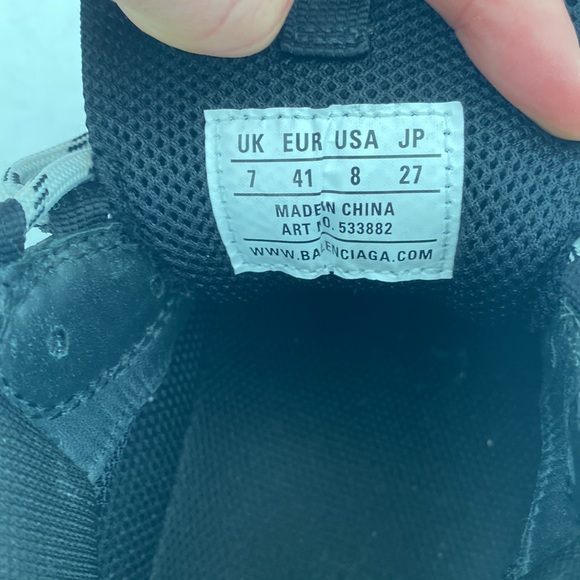 UK EUR USA JP
7 41 8 27
MADE IN CHINA
ART NO. 533882
WWW.BALENCIAGA.COM